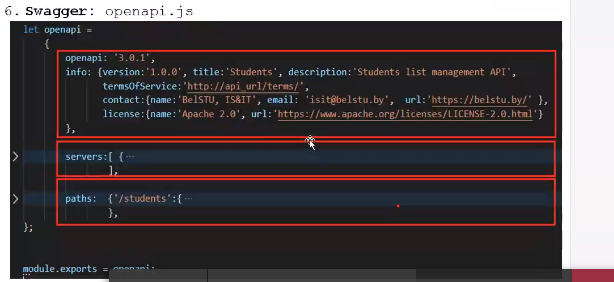 6. Swagger: openapi.js
let openapi =
{
openapi: '3.0.1',
info: {version:'1.0.0', title:'Students', description:'Students list management API',
termsOfService:'http://api_url/terms/',
contact:{name:'BelSTU, IS&IT', email: 'isit@belstu.by', url:'https://belstu.by/' },
license:{name:'Apache 2.0', url:'https://www.apache.org/licenses/LICENSE-2.0.html'}
},
servers:[ {···
],
paths: {'/students':{···
},
};
module.exports = openapi;